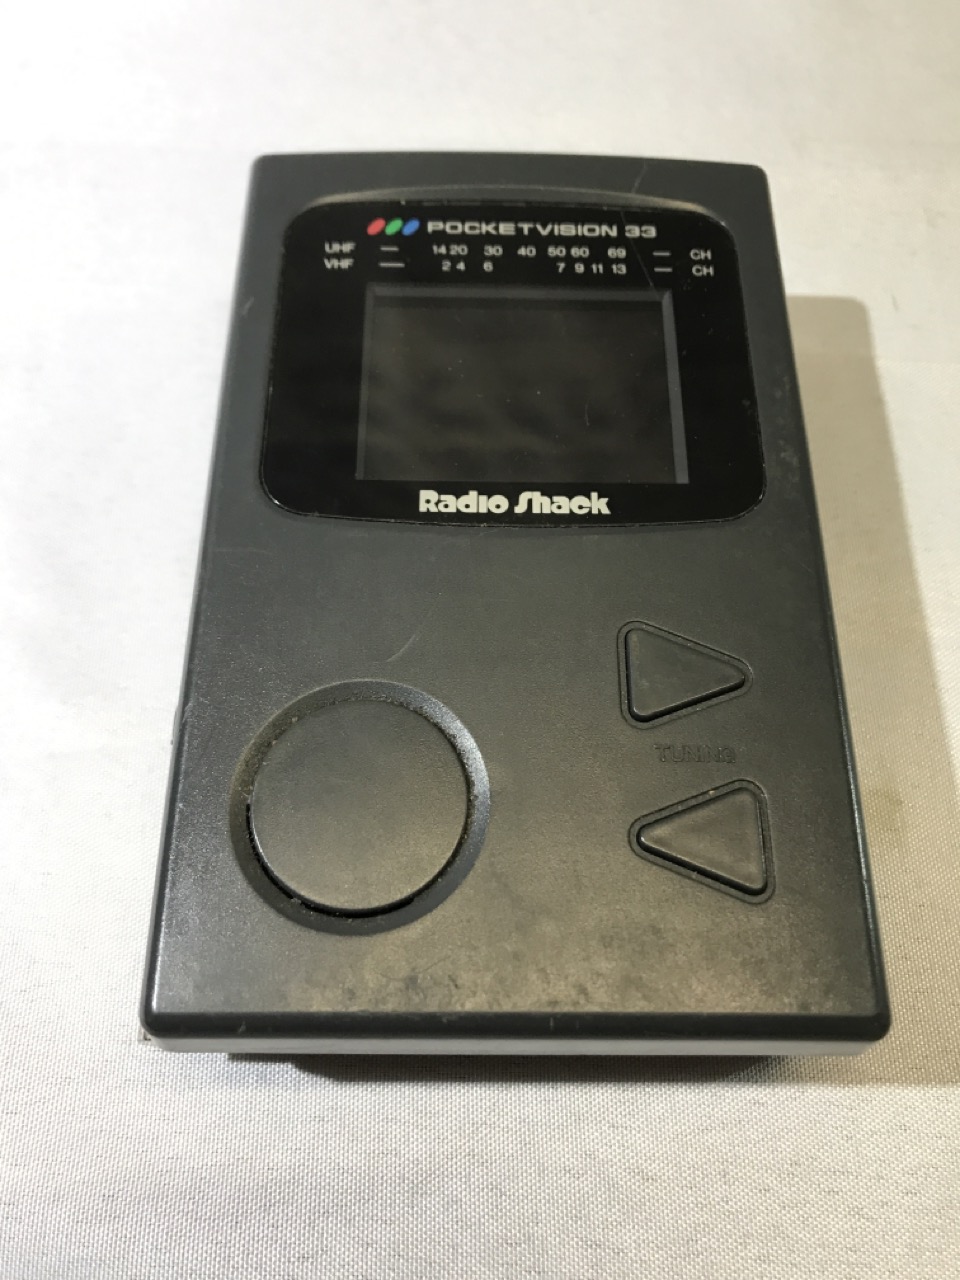 POCKETVISION 33
UHF — 14 20 30 40 50 60 69 — CH
VHF — 2 4 6 7 9 11 13 — CH
Radio Shack
TUNING